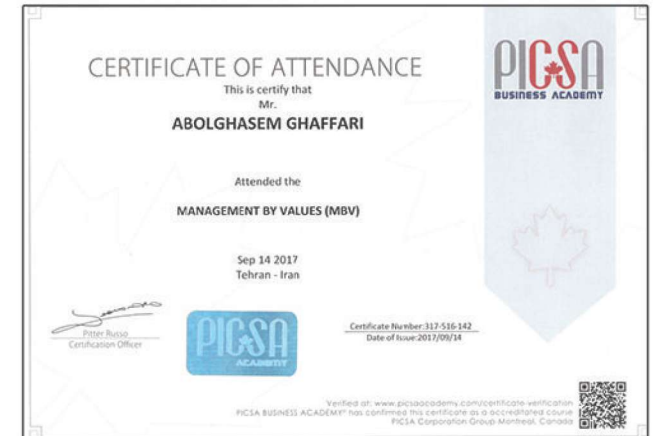 CERTIFICATE OF ATTENDANCE
This is certify that
Mr.
ABOLGHASEM GHAFFARI
Attended the
MANAGEMENT BY VALUES (MBV)
Sep 14 2017
Tehran - Iran
PICSA
BUSINESS ACADEMY
Pitter Russo
Certification Officer
PICSA
ACADEMY
Certificate Number:317-516-142
Date of Issue:2017/09/14
Verified at: www.picsaacademy.com/certificate-verification
PICSA BUSINESS ACADEMY® has confirmed this certificate as a accreditated course
PICSA Corporation Group Montreal, Canada